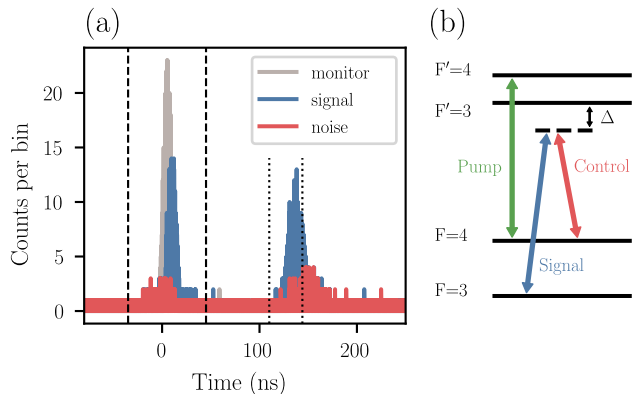 (a)
monitor
signal
noise
Counts per bin
20
15
10
5
0
0
100
200
Time (ns)
(b)
F′=4
F′=3
Δ
Pump
Control
F=4
Signal
F=3